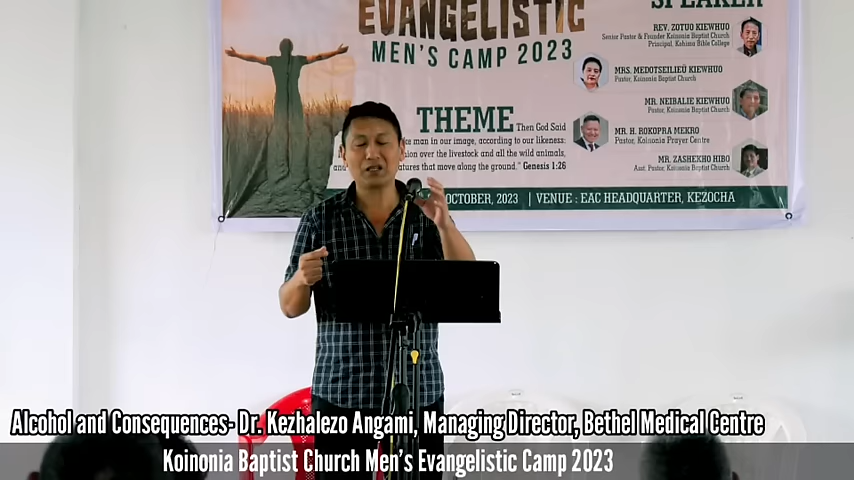 SPEAKER
EVANGELISTIC
MEN'S CAMP 2023
REV. ZOTUO KIEWHUO
Senior Pastor & Founder Koinonia Baptist Church
Principal, Kohima Bible College
MRS. MEDOTSEILIEÜ KIEWHUO
Pastor, Koinonia Baptist Church
MR. NEIBALIE KIEWHUO
Pastor, Koinonia Baptist Church
MR. H. ROKOPRA MEKRO
Pastor, Koinonia Prayer Centre
MR. ZASHEKHO HIBO
Asst. Pastor, Koinonia Baptist Church
THEME Then God Said
man in our image, according to our likeness:
over the livestock and all the wild animals,
that move along the ground." Genesis 1:26
OCTOBER, 2023 | VENUE : EAC HEADQUARTER, KEZOCHA
Alcohol and Consequences- Dr. Kezhalezo Angami, Managing Director, Bethel Medical Centre
Koinonia Baptist Church Men's Evangelistic Camp 2023